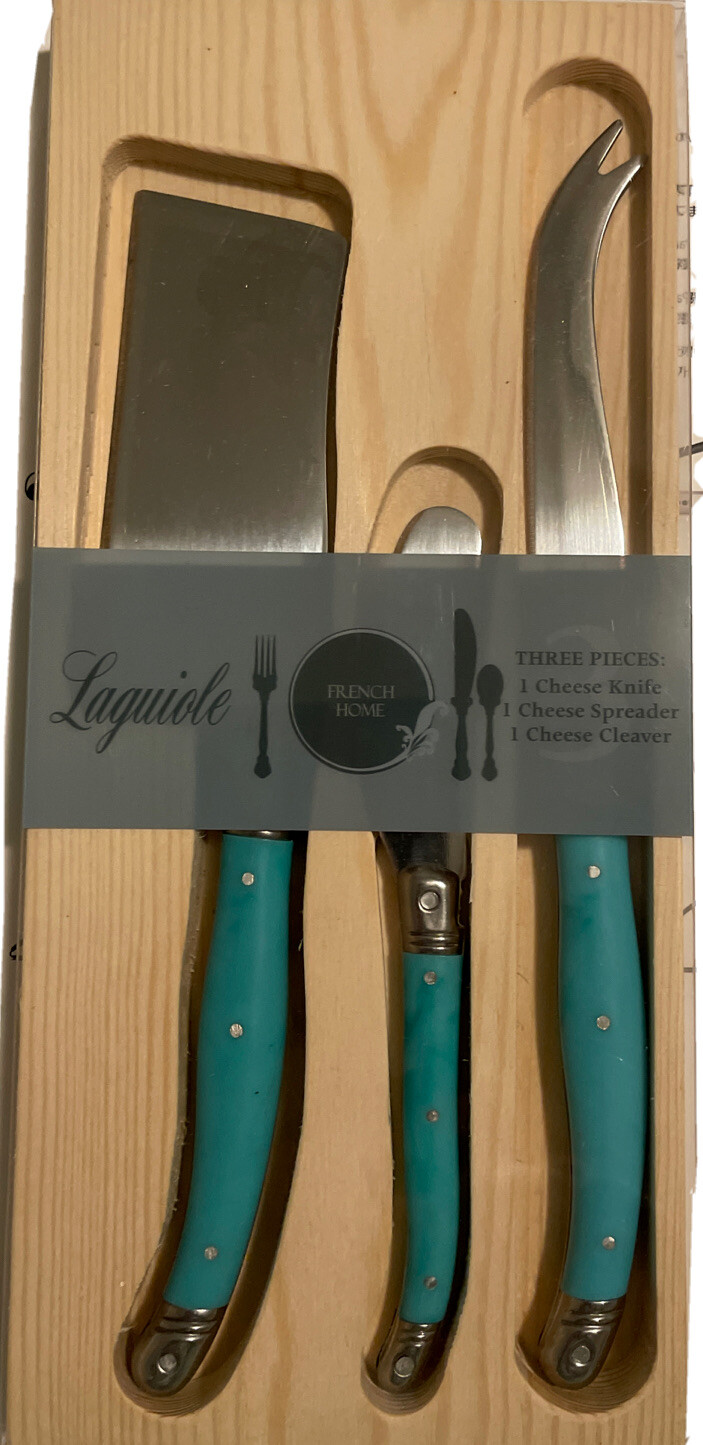 Laguiole
FRENCH
HOME
THREE PIECES:
1 Cheese Knife
1 Cheese Spreader
1 Cheese Cleaver